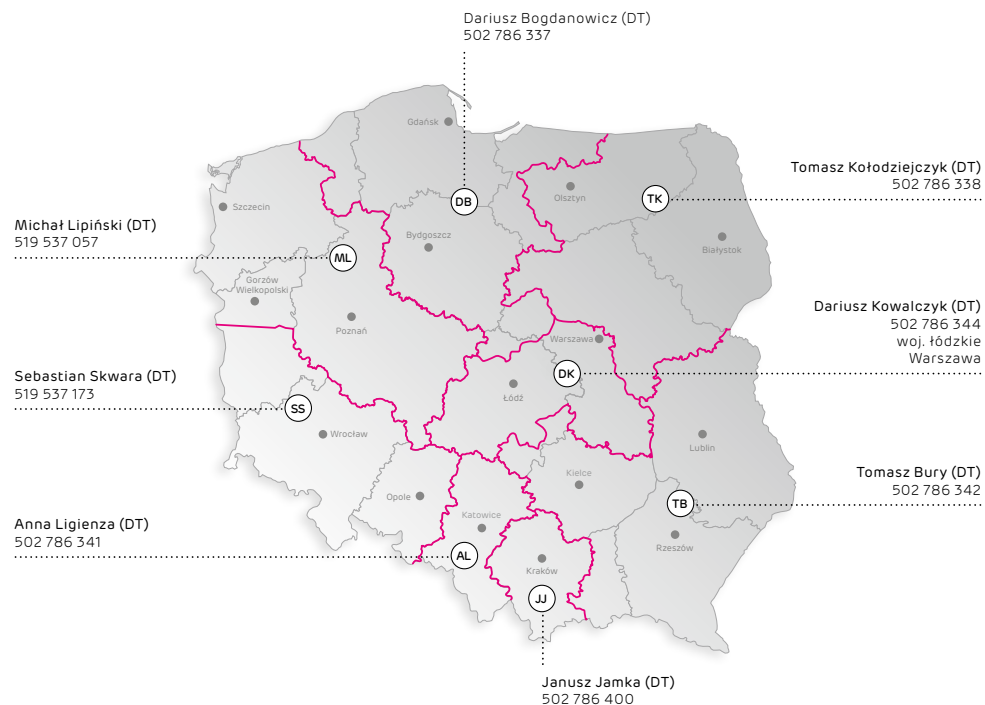 Dariusz Bogdanowicz (DT)
502 786 337
Gdańsk
Tomasz Kołodziejczyk (DT)
502 786 338
Olsztyn
TK
DB
Szczecin
Michał Lipiński (DT)
519 537 057
Bydgoszcz
Białystok
ML
Gorzów
Wielkopolski
Dariusz Kowalczyk (DT)
502 786 344
woj. łódzkie
Warszawa
Poznań
Warszawa
Sebastian Skwara (DT)
519 537 173
DK
Łódź
SS
Wrocław
Lublin
Tomasz Bury (DT)
502 786 342
Kielce
Opole
TB
Katowice
Anna Ligienza (DT)
502 786 341
Rzeszów
AL
Kraków
JJ
Janusz Jamka (DT)
502 786 400